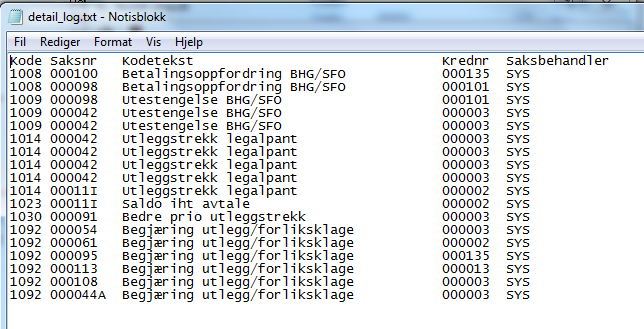 detail_log.txt - Notisblokk
Fil Rediger Format Vis Hjelp
Kode Saksnr Kodetekst Krednr Saksbehandler
1008 000100 Betalingsoppfordring BHG/SFO 000135 SYS
1008 000098 Betalingsoppfordring BHG/SFO 000101 SYS
1009 000098 Utestengelse BHG/SFO 000101 SYS
1009 000042 Utestengelse BHG/SFO 000003 SYS
1009 000042 Utestengelse BHG/SFO 000003 SYS
1014 000042 Utleggstrekk legalpant 000003 SYS
1014 000042 Utleggstrekk legalpant 000003 SYS
1014 000042 Utleggstrekk legalpant 000003 SYS
1014 000042 Utleggstrekk legalpant 000003 SYS
1014 00011I Utleggstrekk legalpant 000002 SYS
1023 00011I Saldo iht avtale 000002 SYS
1030 000091 Bedre prio utleggstrekk 000003 SYS
1092 000054 Begjæring utlegg/forliksklage 000003 SYS
1092 000061 Begjæring utlegg/forliksklage 000002 SYS
1092 000095 Begjæring utlegg/forliksklage 000135 SYS
1092 000113 Begjæring utlegg/forliksklage 000013 SYS
1092 000108 Begjæring utlegg/forliksklage 000003 SYS
1092 000044A Begjæring utlegg/forliksklage 000003 SYS